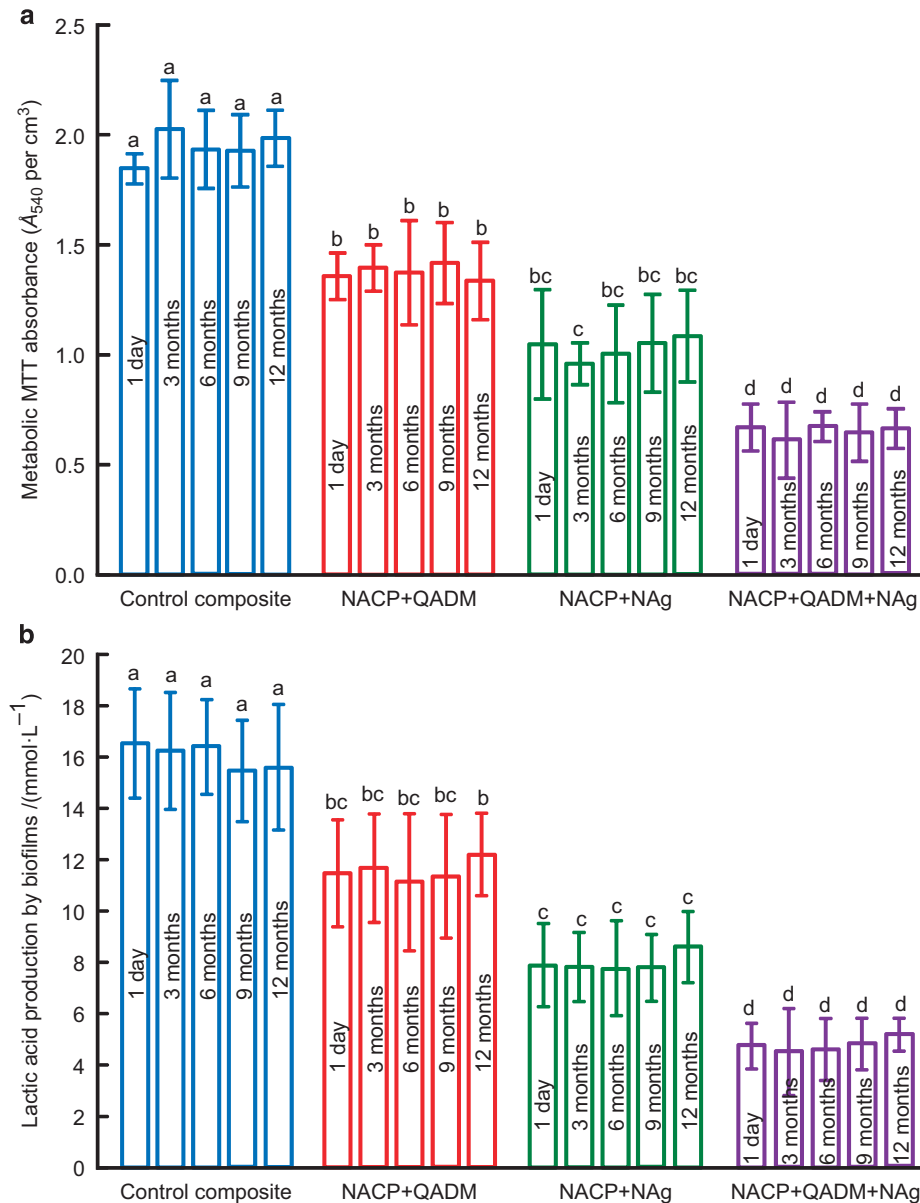 a
Metabolic MTT absorbance (Å540 per cm³)
2.5
2.0
1.5
1.0
0.5
0.0
a a a a a
b b b b b
bc c bc bc bc
d d d d d
1 day 3 months 6 months 9 months 12 months
1 day 3 months 6 months 9 months 12 months
1 day 3 months 6 months 9 months 12 months
1 day 3 months 6 months 9 months 12 months
Control composite NACP+QADM NACP+NAg NACP+QADM+NAg
b
Lactic acid production by biofilms /(mmol·L⁻¹)
20
18
16
14
12
10
8
6
4
2
0
a a a a a
bc bc bc bc b
c c c c c
d d d d d
1 day 3 months 6 months 9 months 12 months
1 day 3 months 6 months 9 months 12 months
1 day 3 months 6 months 9 months 12 months
1 day 3 months 6 months 9 months 12 months
Control composite NACP+QADM NACP+NAg NACP+QADM+NAg